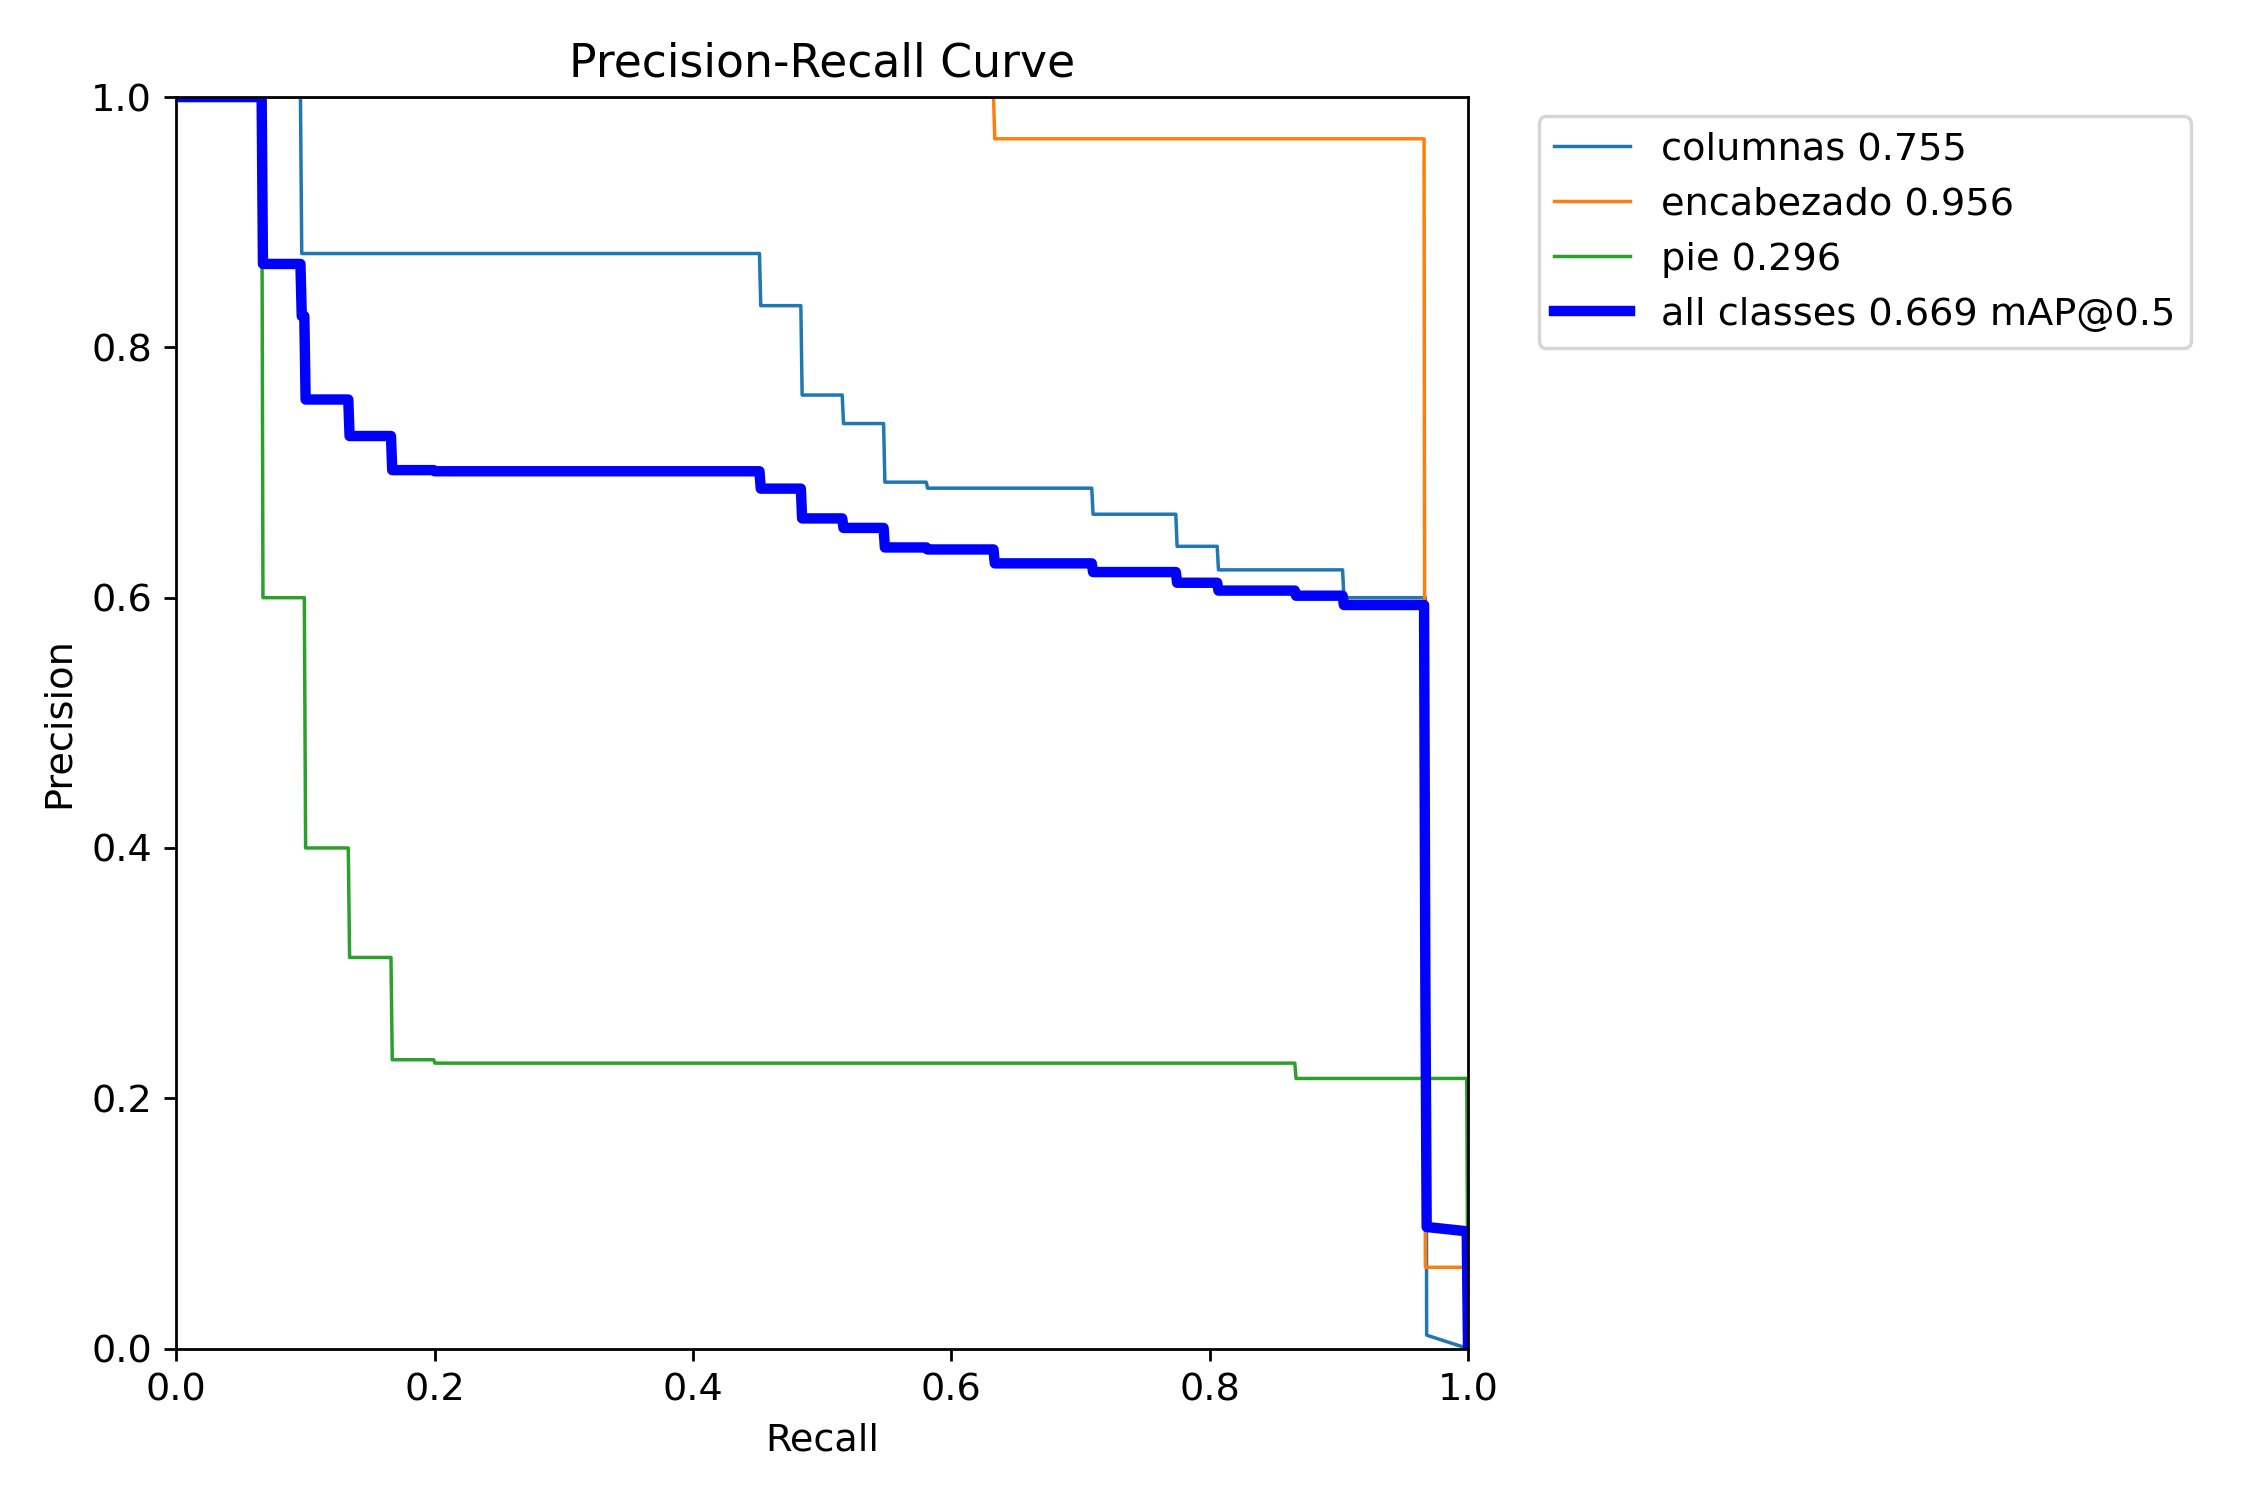 Precision-Recall Curve
1.0
0.8
0.6
0.4
0.2
0.0
Precision
0.0 0.2 0.4 0.6 0.8 1.0
Recall
columnas 0.755
encabezado 0.956
pie 0.296
all classes 0.669 mAP@0.5